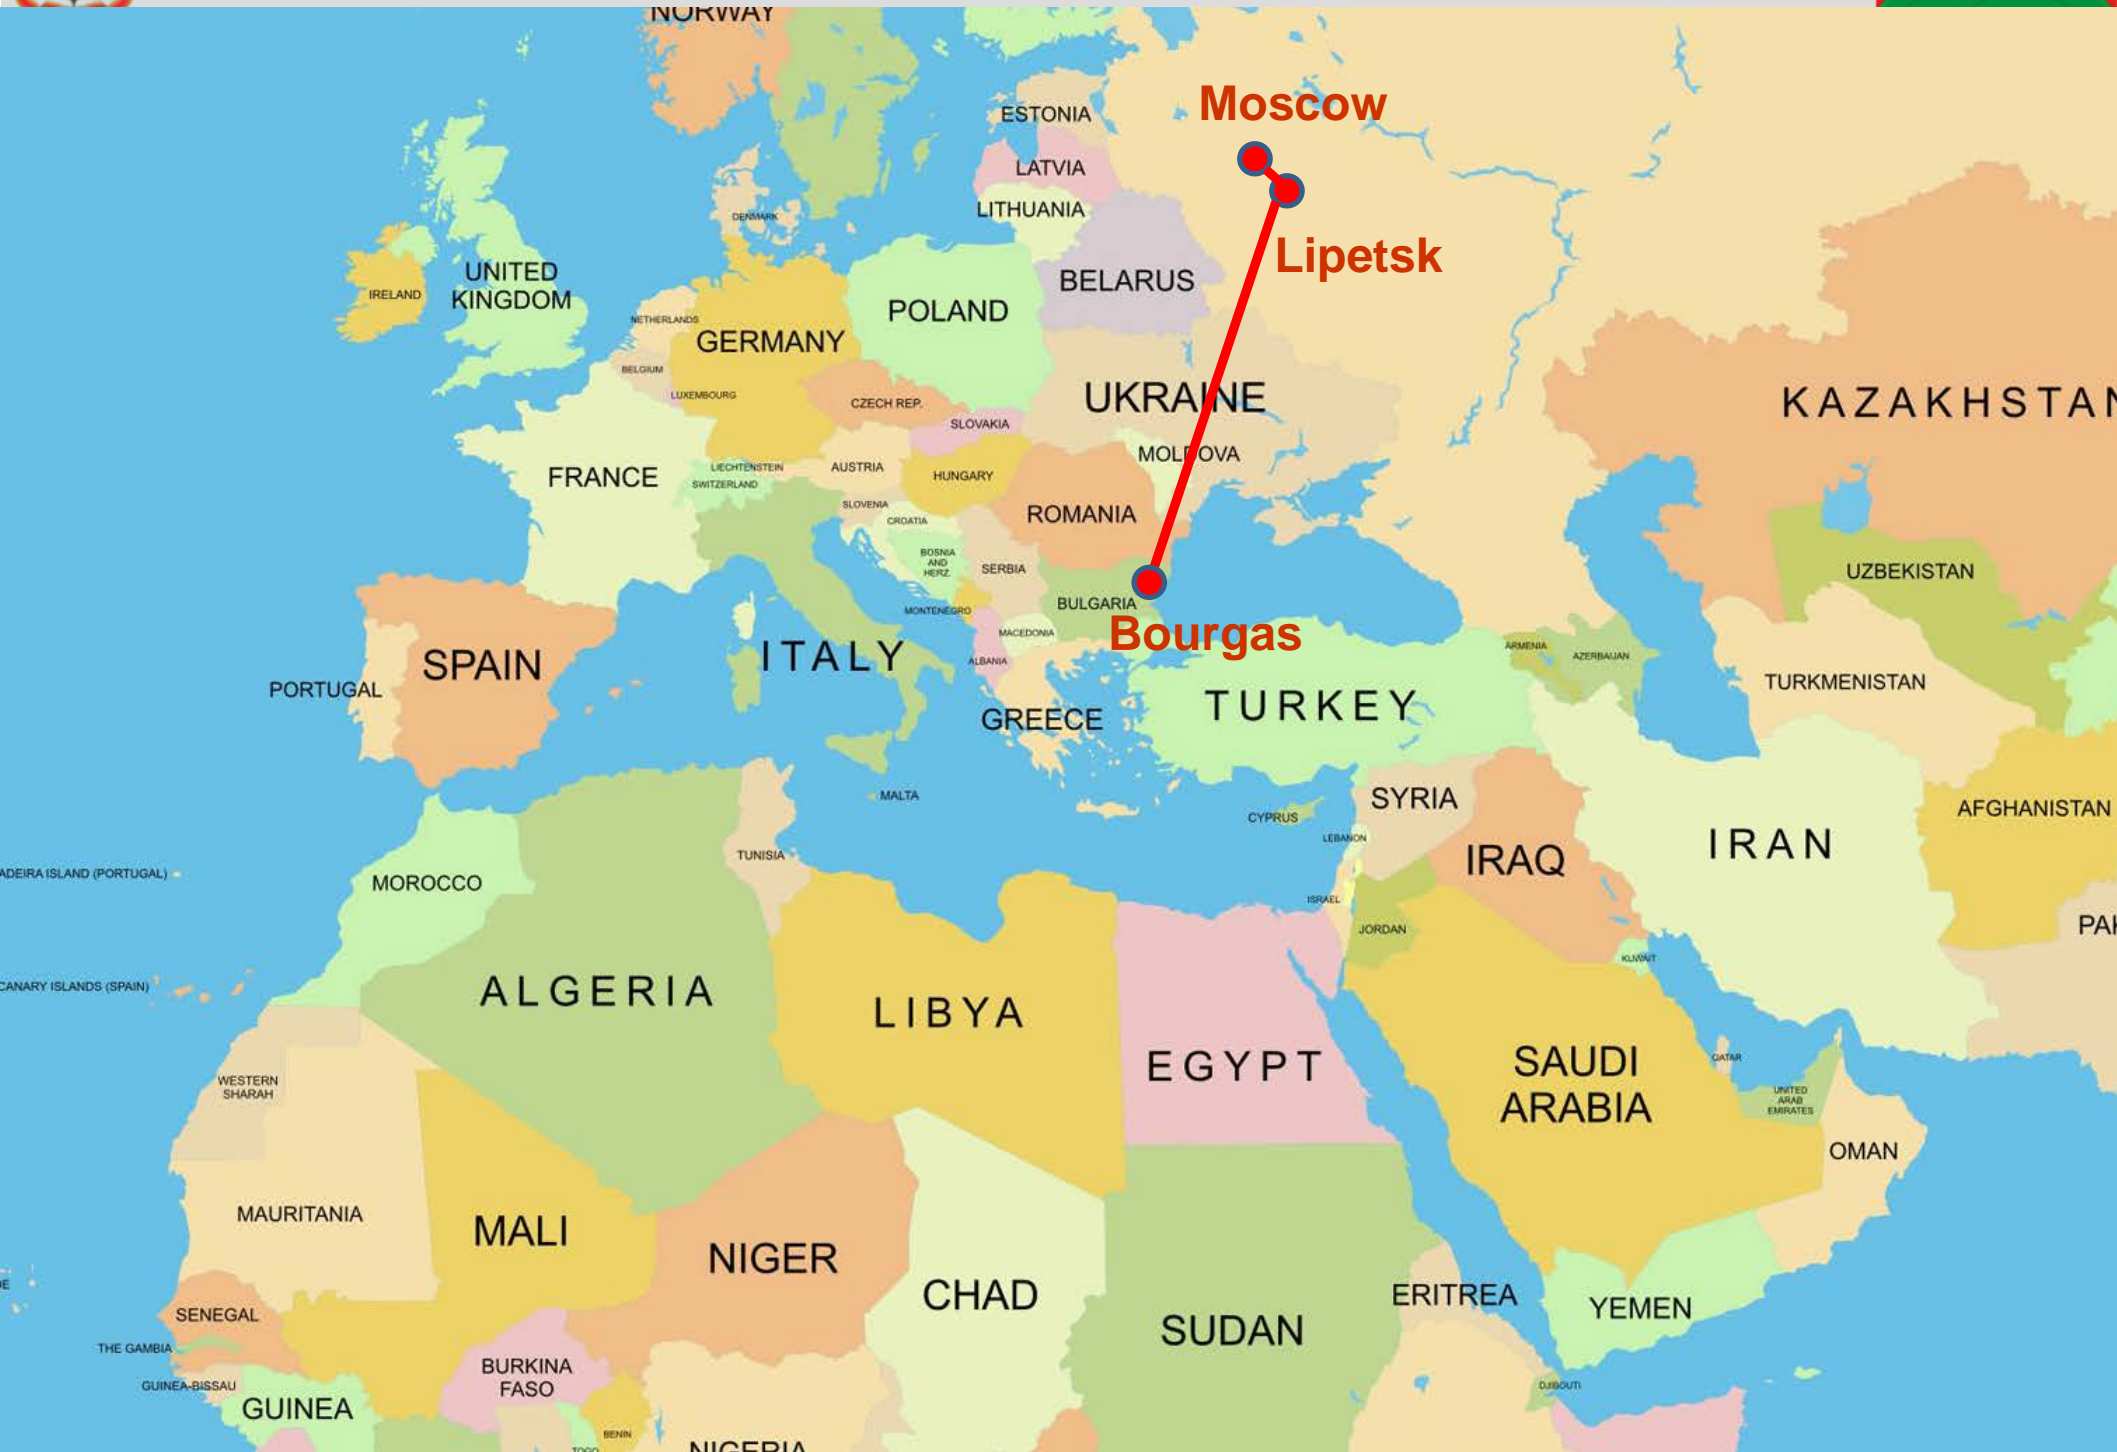 NORWAY
Moscow
ESTONIA
LATVIA
LITHUANIA
DENMARK
Lipetsk
UNITED
KINGDOM
IRELAND
BELARUS
POLAND
NETHERLANDS
GERMANY
BELGIUM
LUXEMBOURG
CZECH REP.
UKRAINE
KAZAKHSTAN
SLOVAKIA
MOLDOVA
FRANCE
LIECHTENSTEIN
SWITZERLAND
AUSTRIA
HUNGARY
SLOVENIA
CROATIA
ROMANIA
BOSNIA
AND
HERZ.
SERBIA
UZBEKISTAN
BULGARIA
MONTENEGRO
MACEDONIA
Bourgas
ALBANIA
ITALY
SPAIN
PORTUGAL
ARMENIA
AZERBAIJAN
TURKMENISTAN
GREECE
TURKEY
MALTA
CYPRUS
SYRIA
AFGHANISTAN
LEBANON
IRAQ
IRAN
TUNISIA
ADEIRA ISLAND (PORTUGAL)
MOROCCO
ISRAEL
JORDAN
PAK
KUWAIT
CANARY ISLANDS (SPAIN)
ALGERIA
LIBYA
EGYPT
SAUDI
ARABIA
QATAR
UNITED
ARAB
EMIRATES
WESTERN
SHARAH
OMAN
MAURITANIA
MALI
NIGER
CHAD
SUDAN
ERITREA
YEMEN
SENEGAL
THE GAMBIA
GUINEA-BISSAU
GUINEA
BURKINA
FASO
DJIBOUTI
BENIN
TOGO
NIGERIA